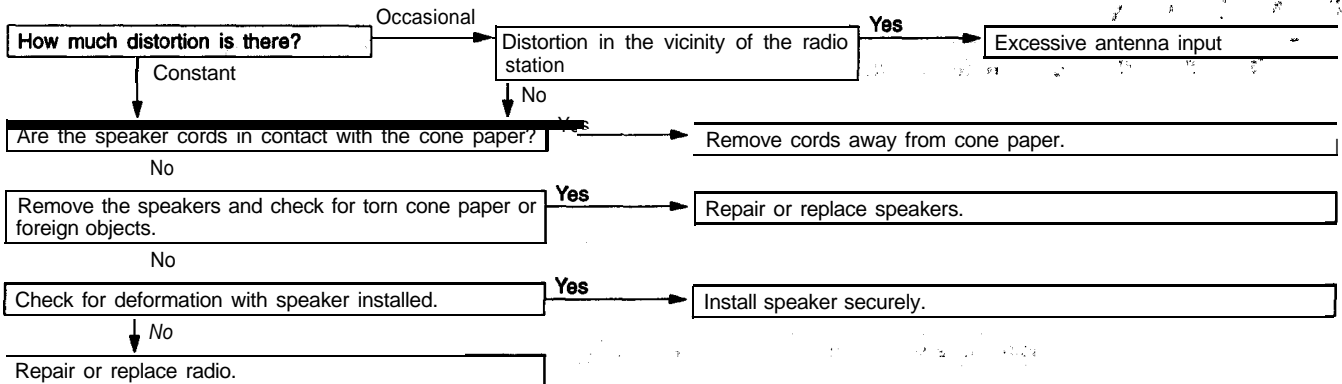 Occasional
How much distortion is there?
Distortion in the vicinity of the radio
station
Yes
Excessive antenna input
Constant
No
Are the speaker cords in contact with the cone paper?
Yes
Remove cords away from cone paper.
No
Remove the speakers and check for torn cone paper or
foreign objects.
Yes
Repair or replace speakers.
No
Check for deformation with speaker installed.
Yes
Install speaker securely.
No
Repair or replace radio.